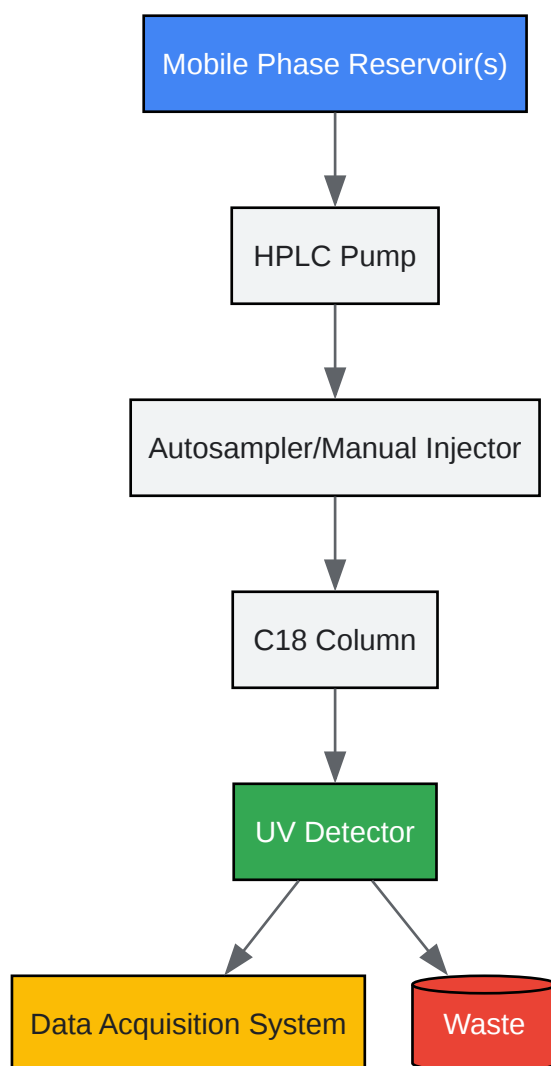 Mobile Phase Reservoir(s)
HPLC Pump
Autosampler/Manual Injector
C18 Column
UV Detector
Data Acquisition System
Waste